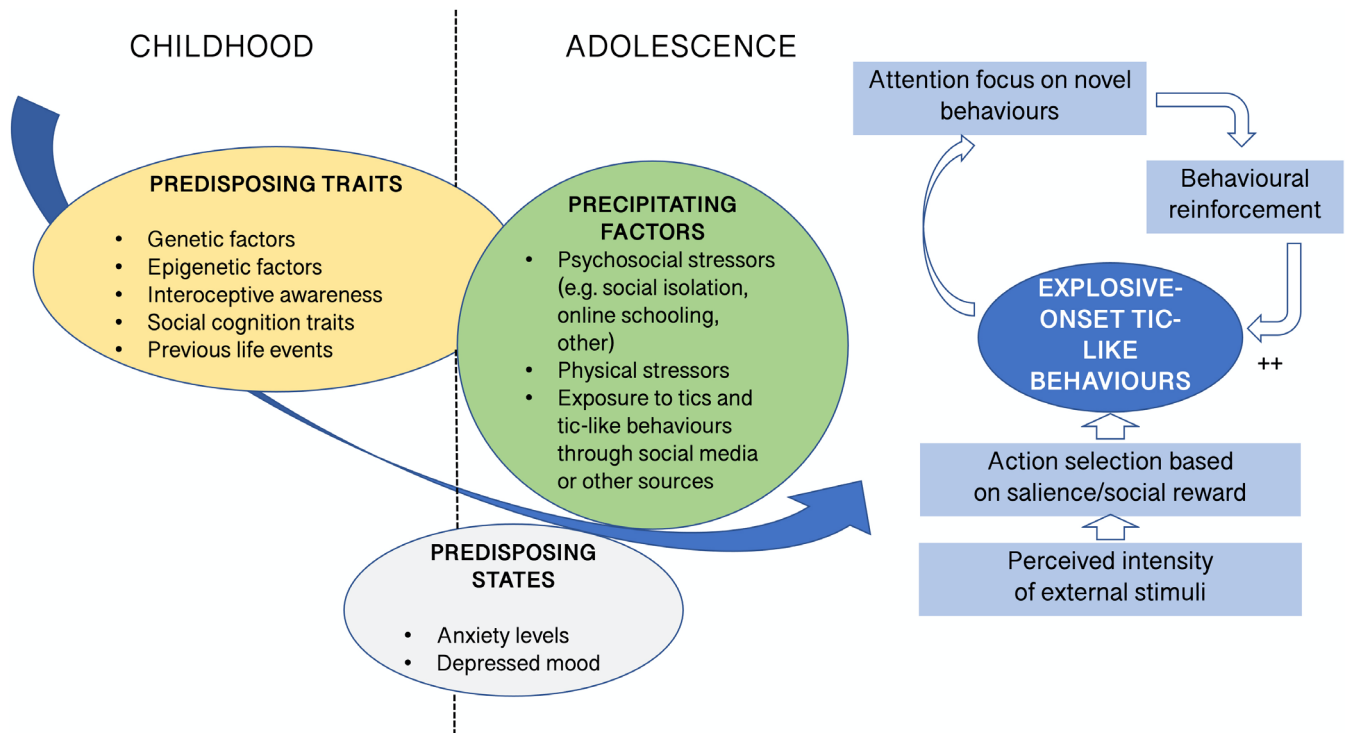 CHILDHOOD
ADOLESCENCE
PREDISPOSING TRAITS
• Genetic factors
• Epigenetic factors
• Interoceptive awareness
• Social cognition traits
• Previous life events
PRECIPITATING
FACTORS
• Psychosocial stressors
(e.g. social isolation,
online schooling,
other)
• Physical stressors
• Exposure to tics and
tic-like behaviours
through social media
or other sources
PREDISPOSING
STATES
• Anxiety levels
• Depressed mood
Attention focus on novel
behaviours
Behavioural
reinforcement
EXPLOSIVE-
ONSET TIC-
LIKE
BEHAVIOURS
++
Action selection based
on salience/social reward
Perceived intensity
of external stimuli